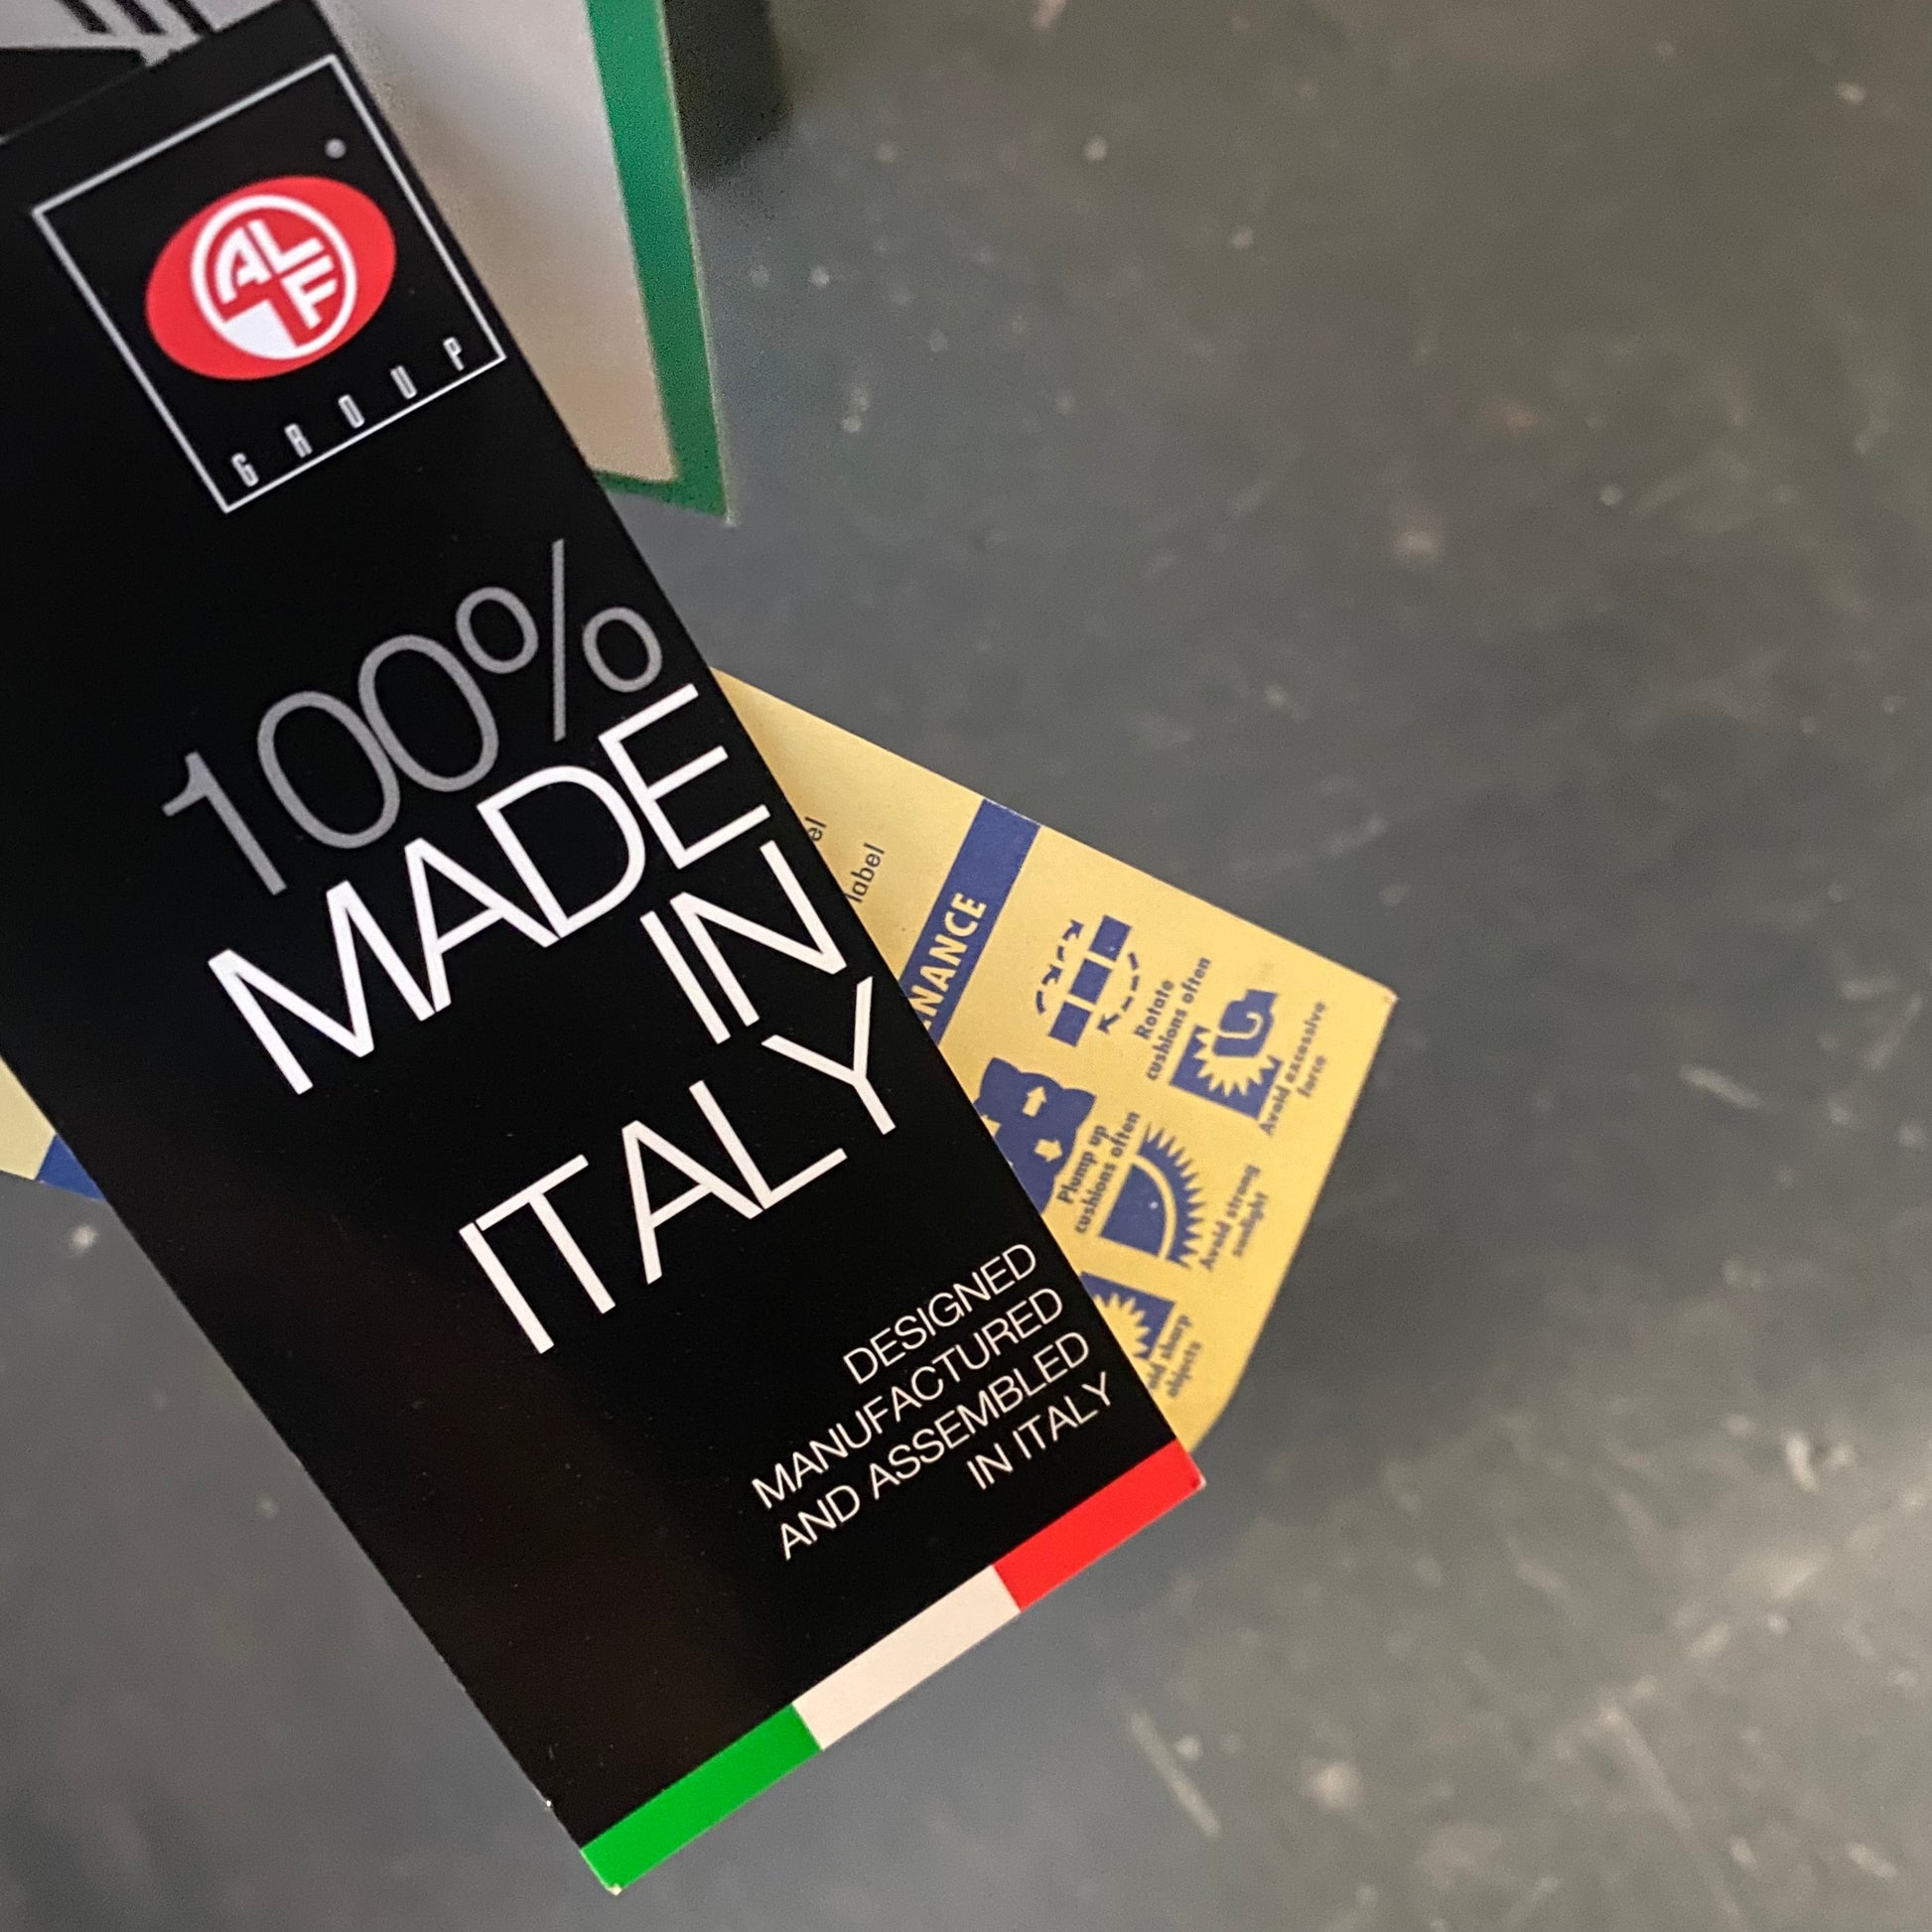 ALF
GROUP
100%
MADE
IN
ITALY
DESIGNED
MANUFACTURED
AND ASSEMBLED
IN ITALY
label
NANCE
Rotate
cushions often
Avoid excessive
force
Plump up
cushions often
Avoid strong
sunlight
sharp
objects